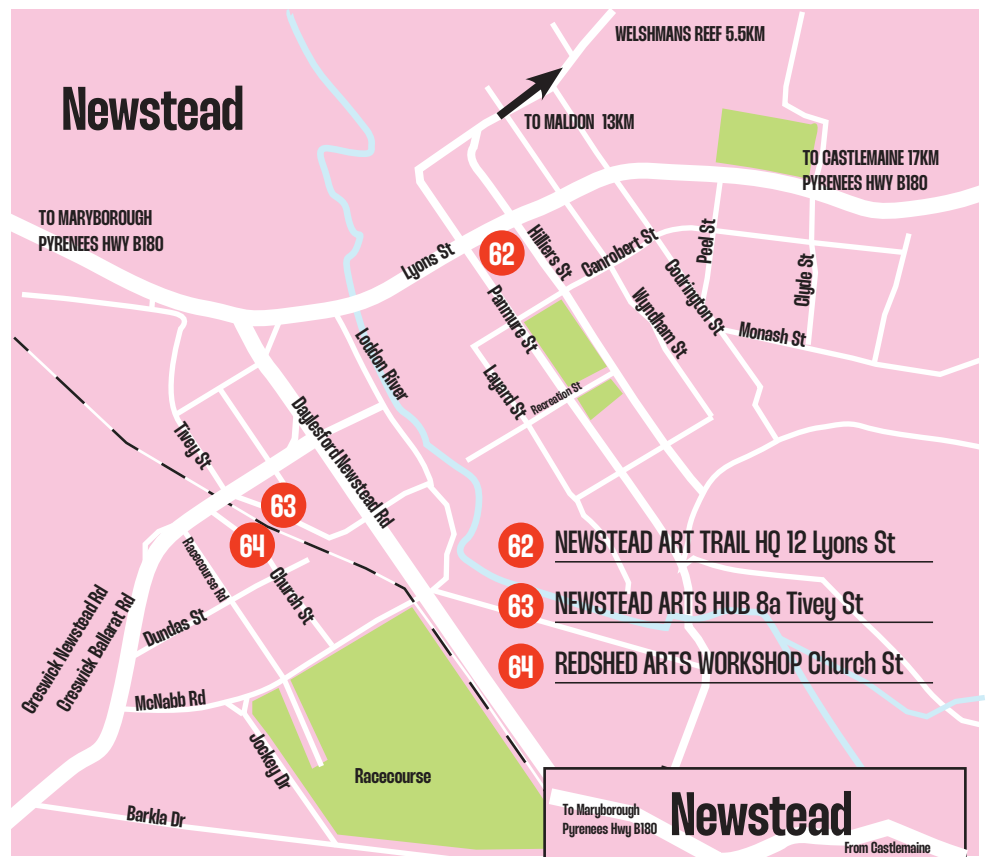 WELSHMANS REEF 5.5KM
Newstead
TO MALDON 13KM
TO CASTLEMAINE 17KM
PYRENEES HWY B180
TO MARYBOROUGH
PYRENEES HWY B180
Lyons St
62
Hilliers St
Canrobert St
Peel St
Clyde St
Codrington St
Panmure St
Wyndham St
Monash St
Loddon River
Layard St
Recreation St
Daylesford Newstead Rd
Tivey St
63
64
Racecourse Rd
Church St
Dundas St
Creswick Newstead Rd
Creswick Ballarat Rd
62 NEWSTEAD ART TRAIL HQ 12 Lyons St
63 NEWSTEAD ARTS HUB 8a Tivey St
64 REDSHED ARTS WORKSHOP Church St
McNabb Rd
Jockey Dr
Racecourse
Barkla Dr
To Maryborough
Pyrenees Hwy B180
Newstead
From Castlemaine